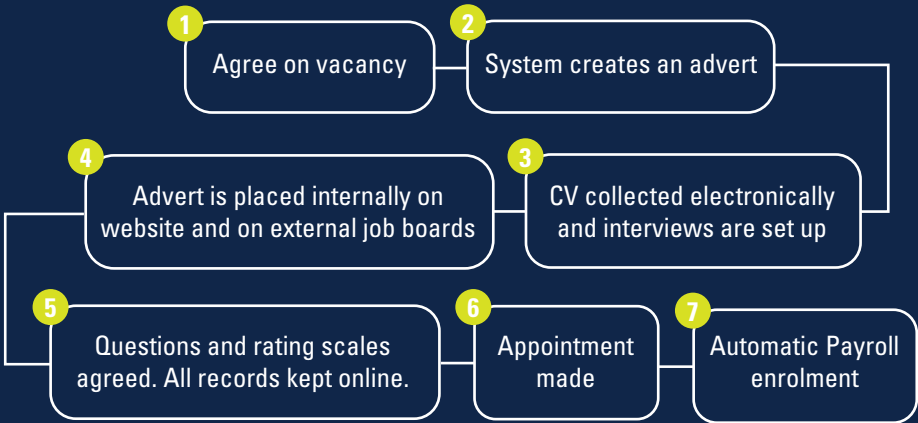 1
Agree on vacancy
2
System creates an advert
3
CV collected electronically
and interviews are set up
4
Advert is placed internally on
website and on external job boards
5
Questions and rating scales
agreed. All records kept online.
6
Appointment
made
7
Automatic Payroll
enrolment